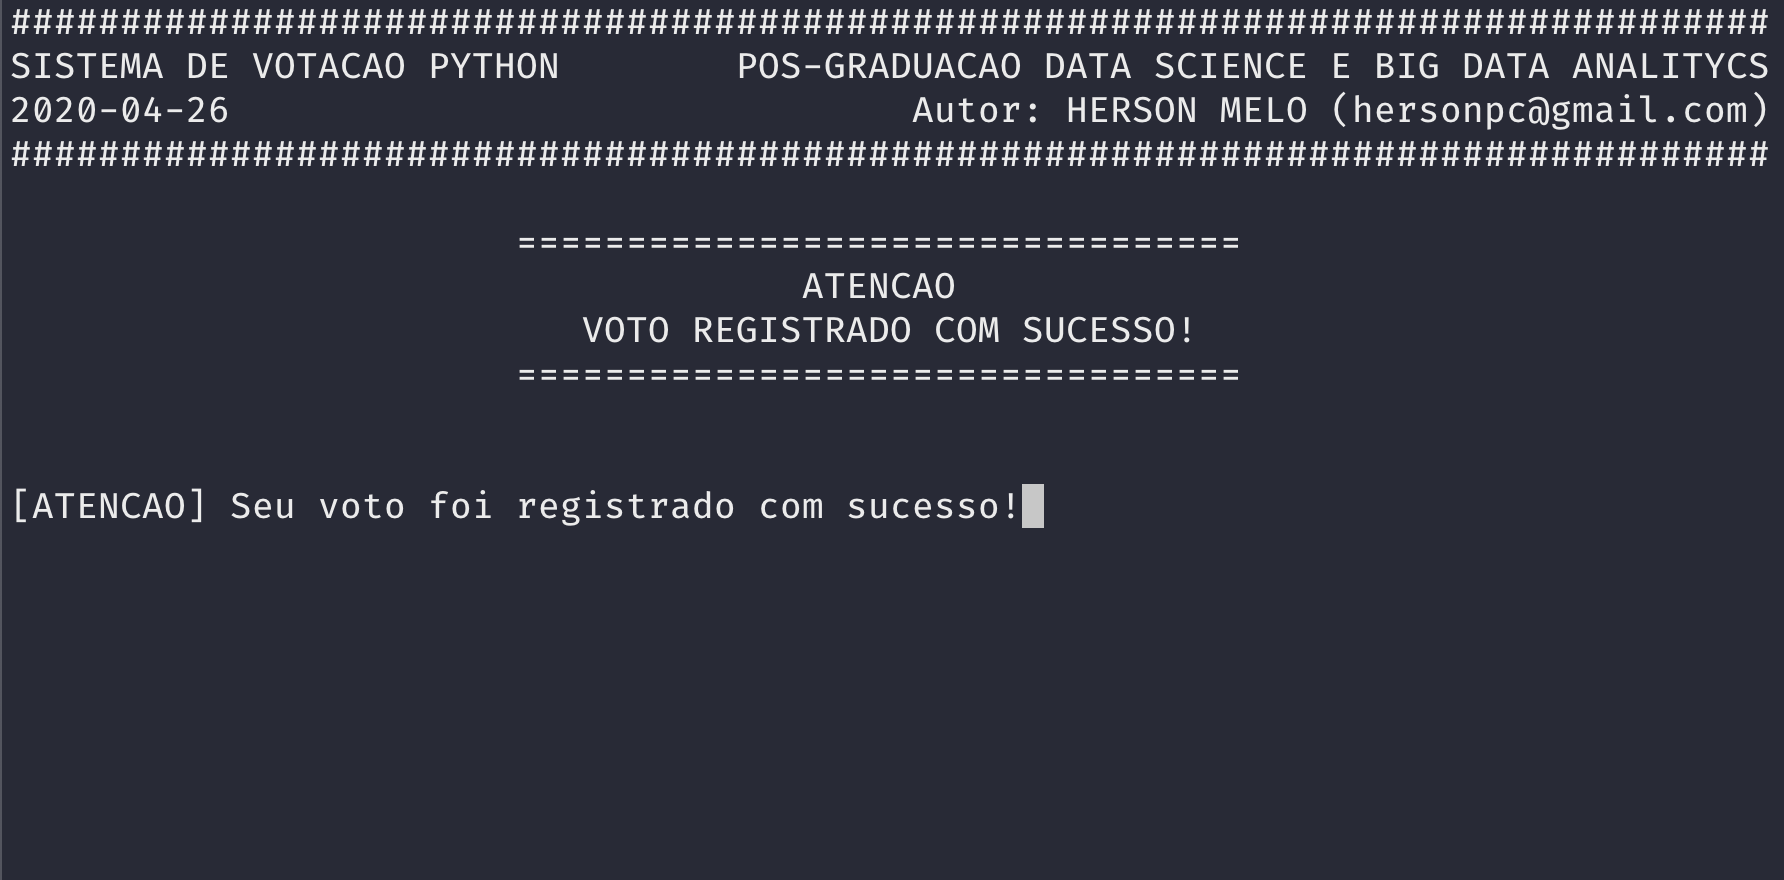 ################################################################################
SISTEMA DE VOTACAO PYTHON        POS-GRADUACAO DATA SCIENCE E BIG DATA ANALITYCS
2020-04-26                               Autor: HERSON MELO (hersonpc@gmail.com)
################################################################################
=================================
ATENCAO
VOTO REGISTRADO COM SUCESSO!
=================================
[ATENCAO] Seu voto foi registrado com sucesso!